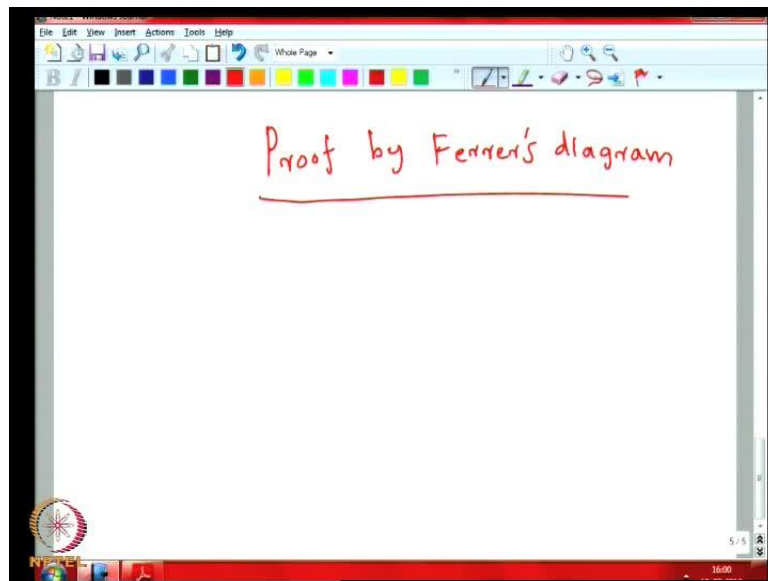 File Edit View Insert Actions Tools Help
Whole Page
B I
Proof by Ferrer's diagram
5/5
NPTEL
16:00